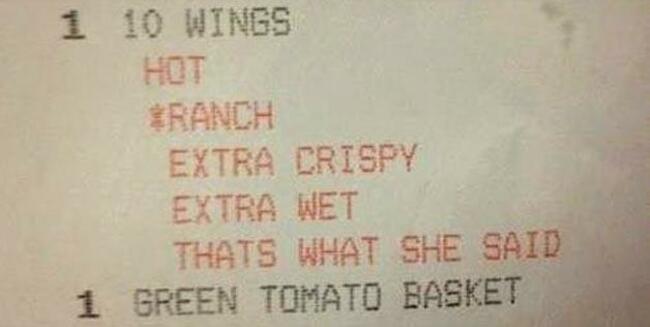 1 10 WINGS
HOT
*RANCH
EXTRA CRISPY
EXTRA WET
THATS WHAT SHE SAID
1 GREEN TOMATO BASKET